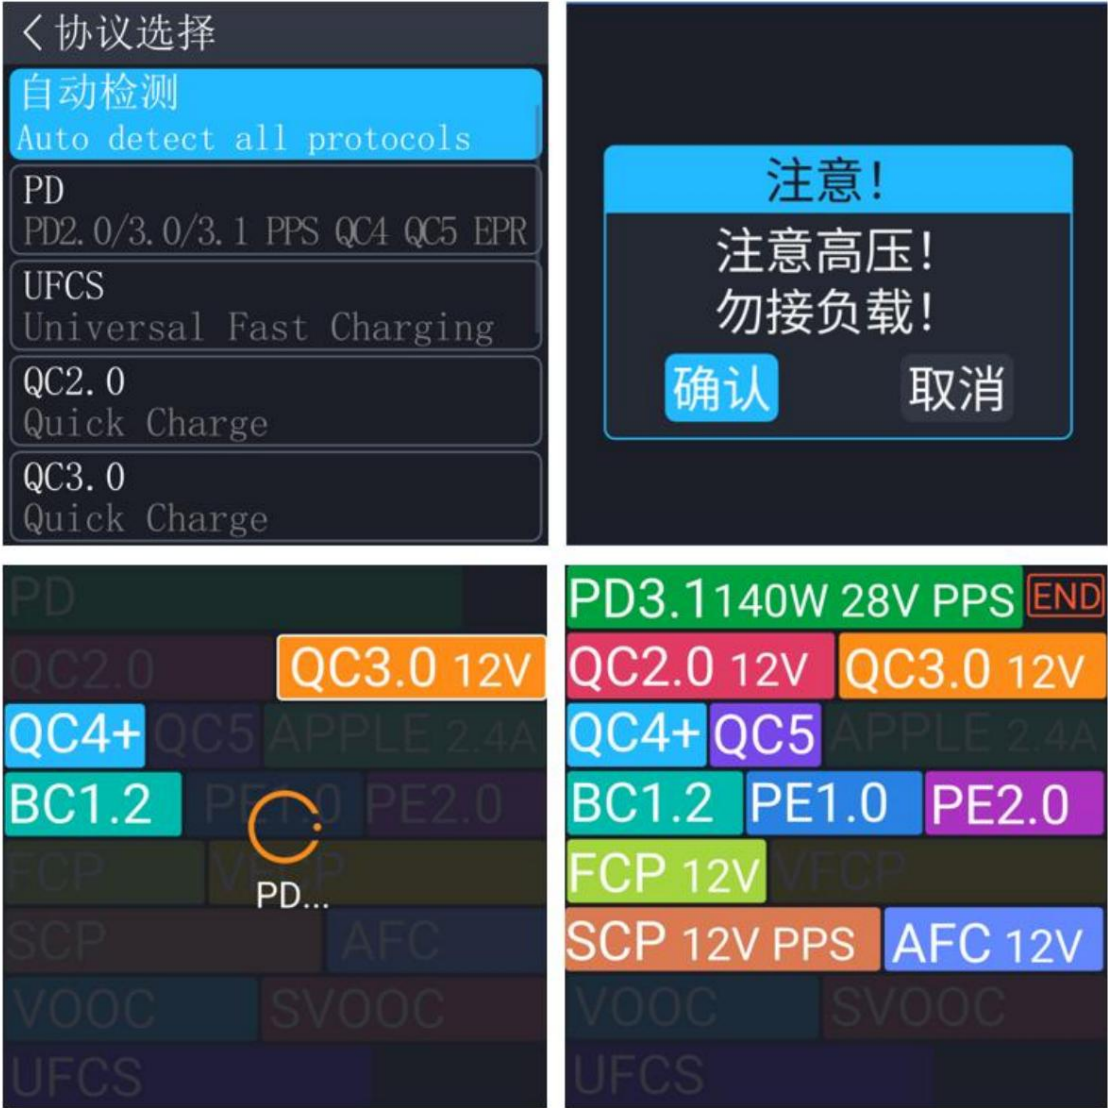 く协议选择
自动检测
Auto detect all protocols
PD
PD2.0/3.0/3.1 PPS QC4 QC5 EPR
UFCS
Universal Fast Charging
QC2.0
Quick Charge
QC3.0
Quick Charge
注意!
注意高压!
勿接负载!
确认 取消
PD
QC2.0 QC3.0 12V
QC4+ QC5 APPLE 2.4A
BC1.2 PE1.0 PE2.0
FCP VFCP
PD...
SCP AFC
VOOC SVOOC
UFCS
PD3.1 140W 28V PPS END
QC2.0 12V QC3.0 12V
QC4+ QC5 APPLE 2.4A
BC1.2 PE1.0 PE2.0
FCP 12V VFCP
SCP 12V PPS AFC 12V
VOOC SVOOC
UFCS